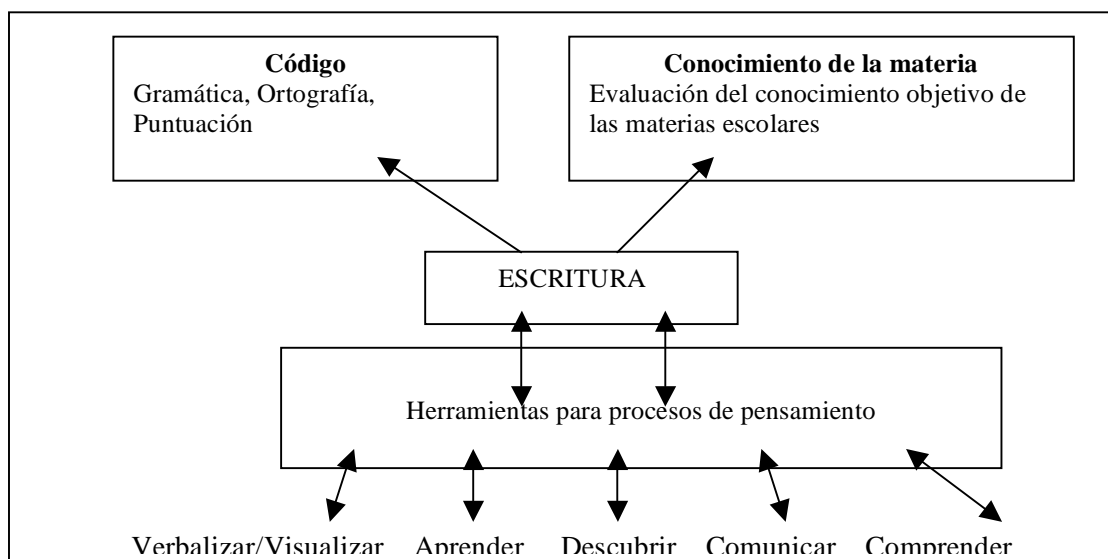 Código
Gramática, Ortografía,
Puntuación
Conocimiento de la materia
Evaluación del conocimiento objetivo de
las materias escolares
ESCRITURA
Herramientas para procesos de pensamiento
Verbalizar/Visualizar Aprender Descubrir Comunicar Comprender